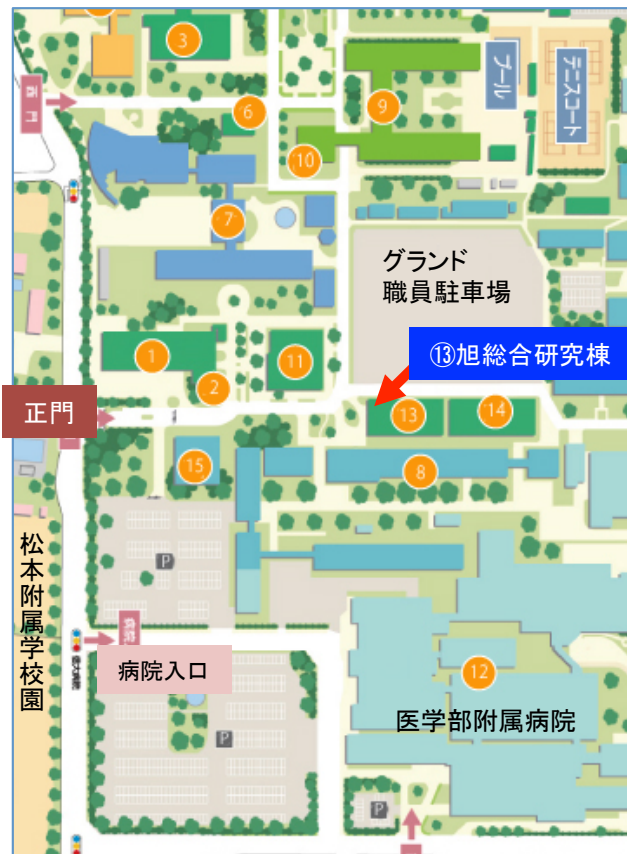 3
西門
プール
テニスコート
9
6
10
7
グランド
職員駐車場
⑬旭総合研究棟
1
11
2
正門
13
14
15
8
松本附属学校園
P
病院入口
12
医学部附属病院
P
P